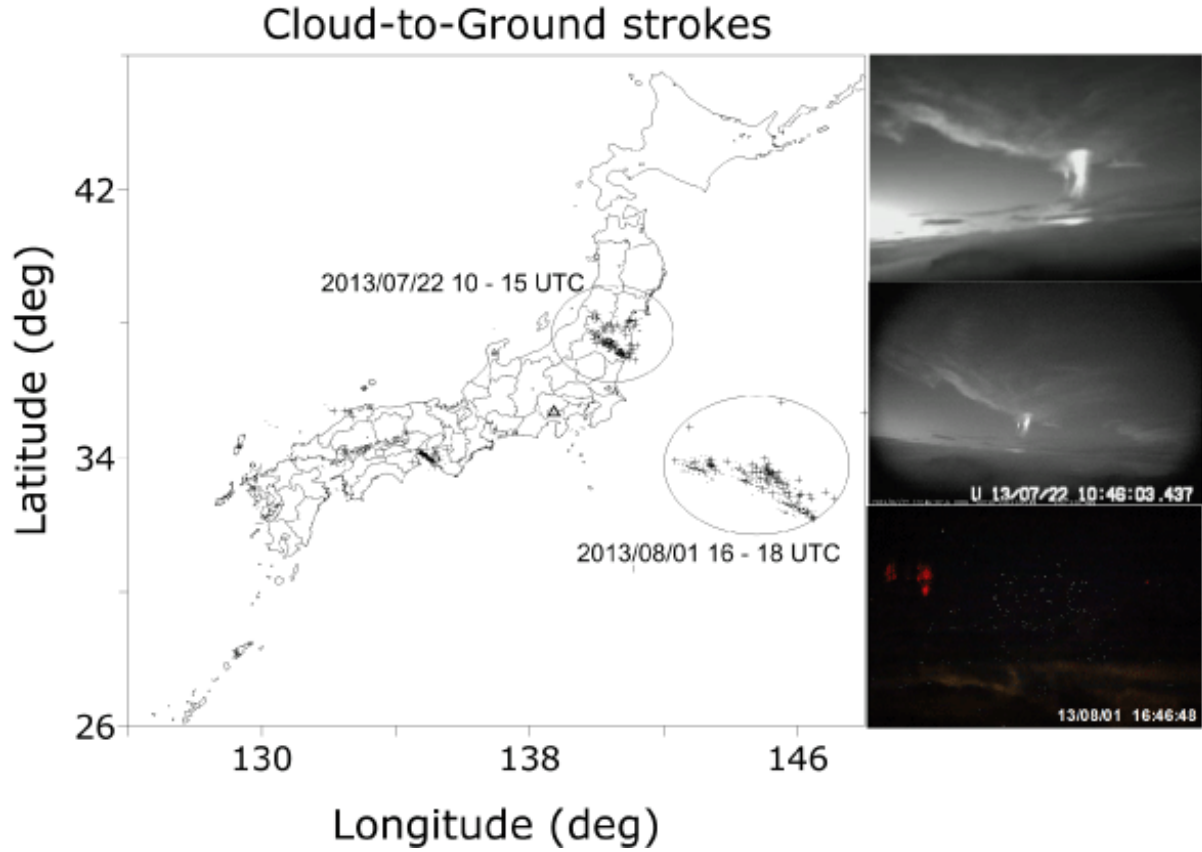 Cloud-to-Ground strokes
42
34
26
Latitude (deg)
2013/07/22 10 - 15 UTC
2013/08/01 16 - 18 UTC
130 138 146
Longitude (deg)
U 13/07/22 10:46:03.437
13/08/01 16:46:48